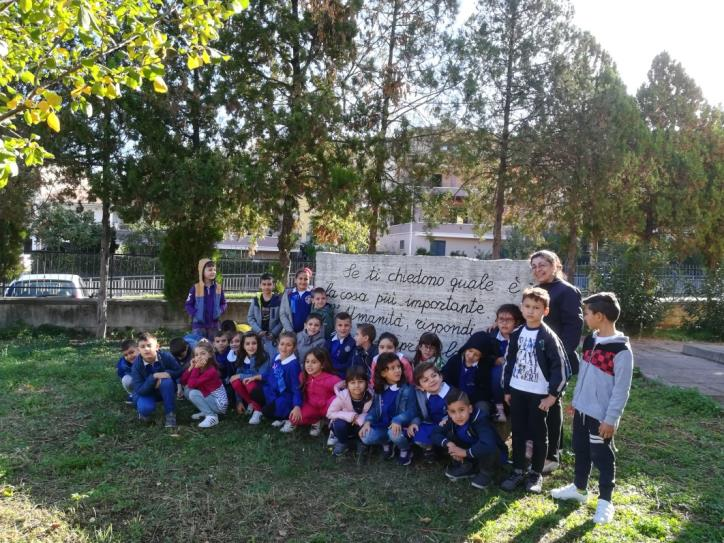 Se ti chiedono quale è
la cosa più importante
umanità, rispondi